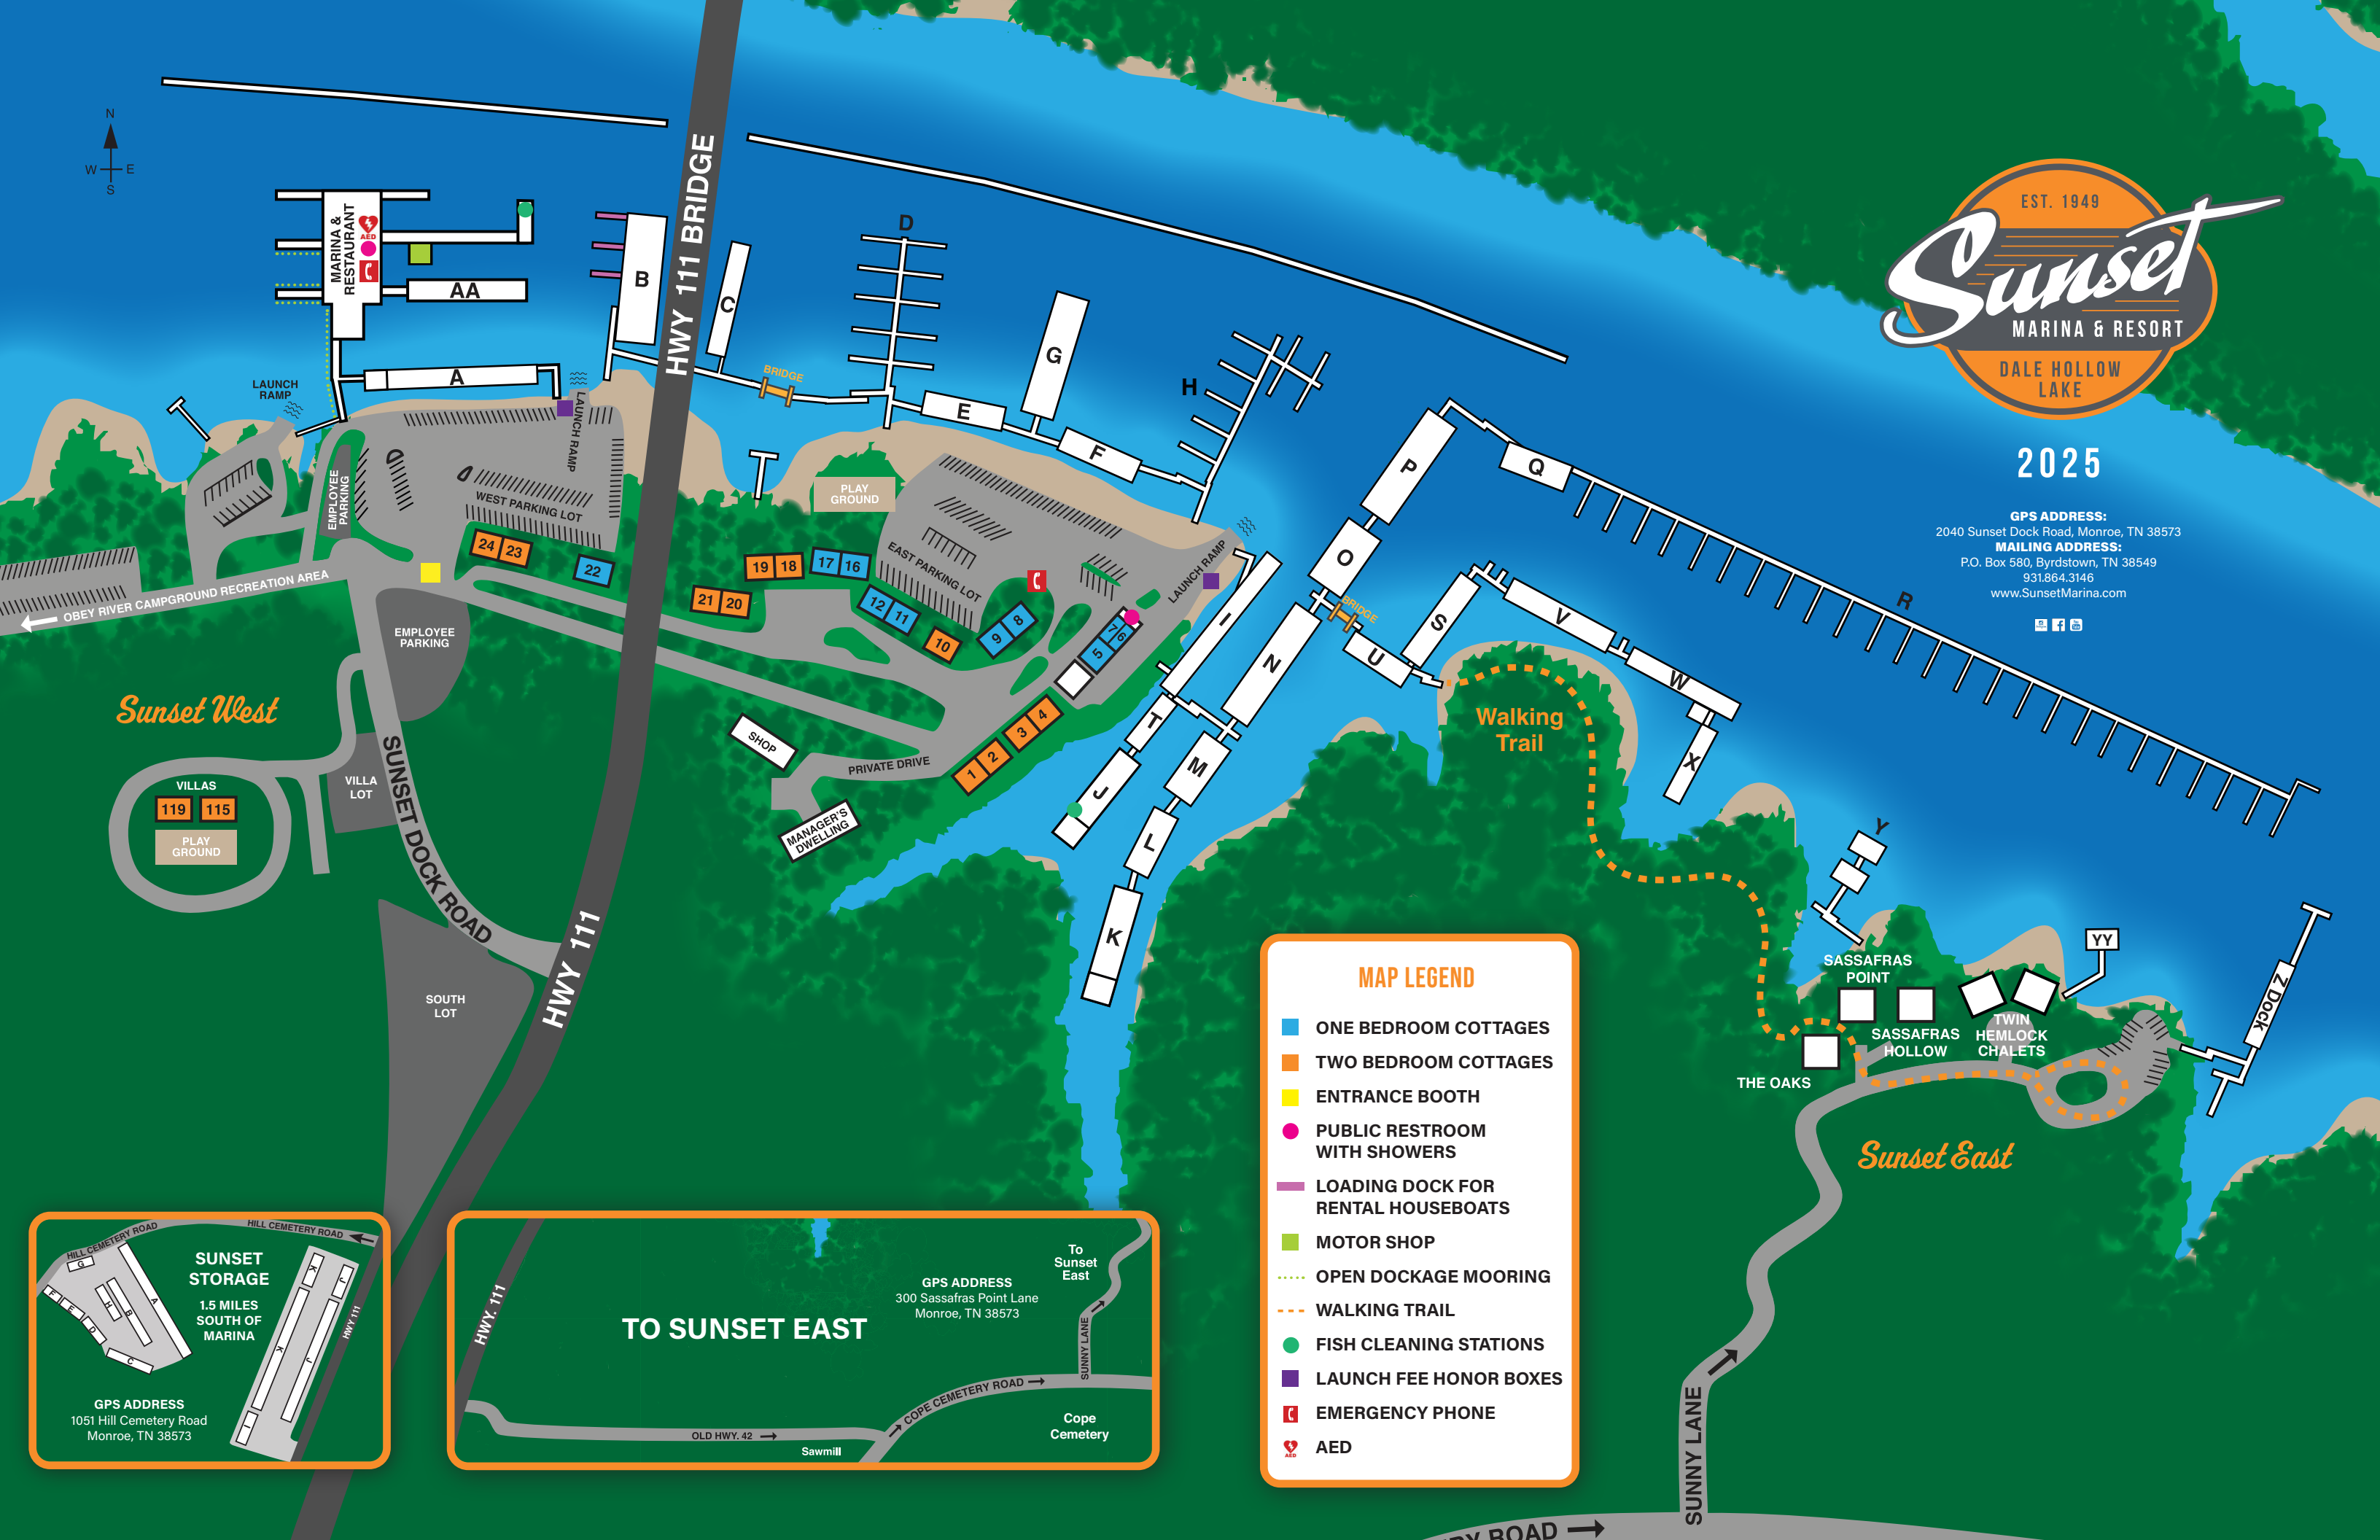 N
W E
S
HWY 111 BRIDGE
MARINA &
RESTAURANT
AED
AA
A
B
C
D
BRIDGE
E
F
G
H
LAUNCH
RAMP
LAUNCH RAMP
EMPLOYEE
PARKING
WEST PARKING LOT
24 23
22
OBEY RIVER CAMPGROUND RECREATION AREA
EMPLOYEE
PARKING
PLAY
GROUND
EAST PARKING LOT
LAUNCH RAMP
21 20
19 18
17 16
12 11
10
9 8
7 6
5
4
3
2
1
SHOP
PRIVATE DRIVE
MANAGER'S
DWELLING
Sunset West
VILLAS
119 115
PLAY
GROUND
VILLA
LOT
SUNSET DOCK ROAD
SOUTH
LOT
HWY 111
I
T
J
K
L
M
N
O
P
Q
R
BRIDGE
U
S
V
W
X
Walking
Trail
Y
YY
Z Dock
SASSAFRAS
POINT
SASSAFRAS
HOLLOW
TWIN
HEMLOCK
CHALETS
THE OAKS
Sunset East
SUNNY LANE
RY ROAD
EST. 1949
Sunset
MARINA & RESORT
DALE HOLLOW
LAKE
2025
GPS ADDRESS:
2040 Sunset Dock Road, Monroe, TN 38573
MAILING ADDRESS:
P.O. Box 580, Byrdstown, TN 38549
931.864.3146
www.SunsetMarina.com
MAP LEGEND
ONE BEDROOM COTTAGES
TWO BEDROOM COTTAGES
ENTRANCE BOOTH
PUBLIC RESTROOM
WITH SHOWERS
LOADING DOCK FOR
RENTAL HOUSEBOATS
MOTOR SHOP
OPEN DOCKAGE MOORING
WALKING TRAIL
FISH CLEANING STATIONS
LAUNCH FEE HONOR BOXES
EMERGENCY PHONE
AED
AED
HILL CEMETERY ROAD
HILL CEMETERY ROAD
SUNSET
STORAGE
1.5 MILES
SOUTH OF
MARINA
G
F
E
D
H
B
A
C
K
J
K
J
I
HWY 111
GPS ADDRESS
1051 Hill Cemetery Road
Monroe, TN 38573
HWY. 111
TO SUNSET EAST
GPS ADDRESS
300 Sassafras Point Lane
Monroe, TN 38573
To
Sunset
East
SUNNY LANE
COPE CEMETERY ROAD
OLD HWY. 42
Sawmill
Cope
Cemetery